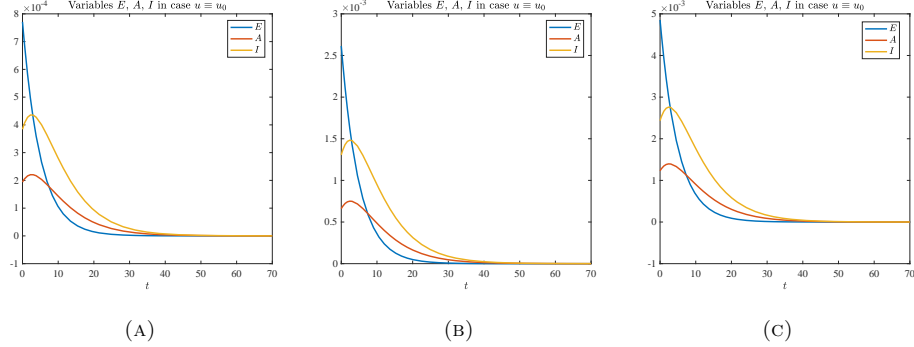 ×10⁻⁴ Variables E, A, I in case u ≡ u₀
8
7
6
5
4
3
2
1
0
-1
0 10 20 30 40 50 60 70
t
E
A
I
(A)
×10⁻³ Variables E, A, I in case u ≡ u₀
3
2.5
2
1.5
1
0.5
0
0 10 20 30 40 50 60 70
t
E
A
I
(B)
×10⁻³ Variables E, A, I in case u ≡ u₀
5
4
3
2
1
0
-1
0 10 20 30 40 50 60 70
t
E
A
I
(C)